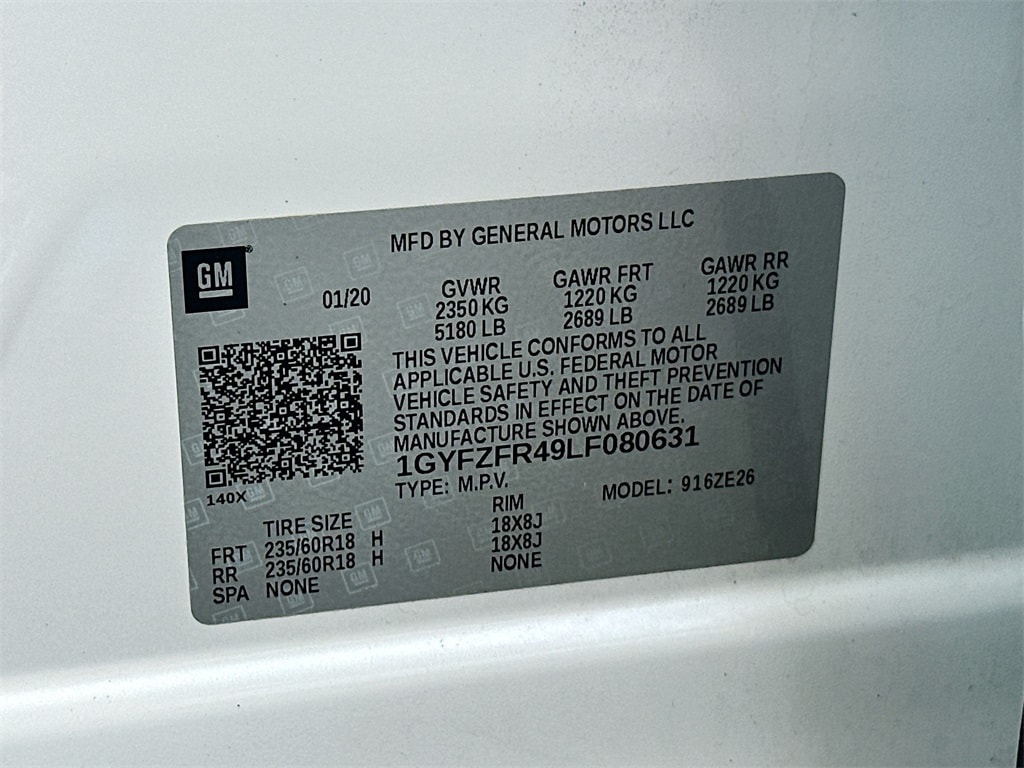 MFD BY GENERAL MOTORS LLC
GM
01/20
GVWR GAWR FRT GAWR RR
2350 KG 1220 KG 1220 KG
5180 LB 2689 LB 2689 LB
THIS VEHICLE CONFORMS TO ALL
APPLICABLE U.S. FEDERAL MOTOR
VEHICLE SAFETY AND THEFT PREVENTION
STANDARDS IN EFFECT ON THE DATE OF
MANUFACTURE SHOWN ABOVE.
1GYFZFR49LF080631
140X
TYPE: M.P.V. MODEL: 916ZE26
TIRE SIZE RIM
FRT 235/60R18 H 18X8J
RR 235/60R18 H 18X8J
SPA NONE NONE